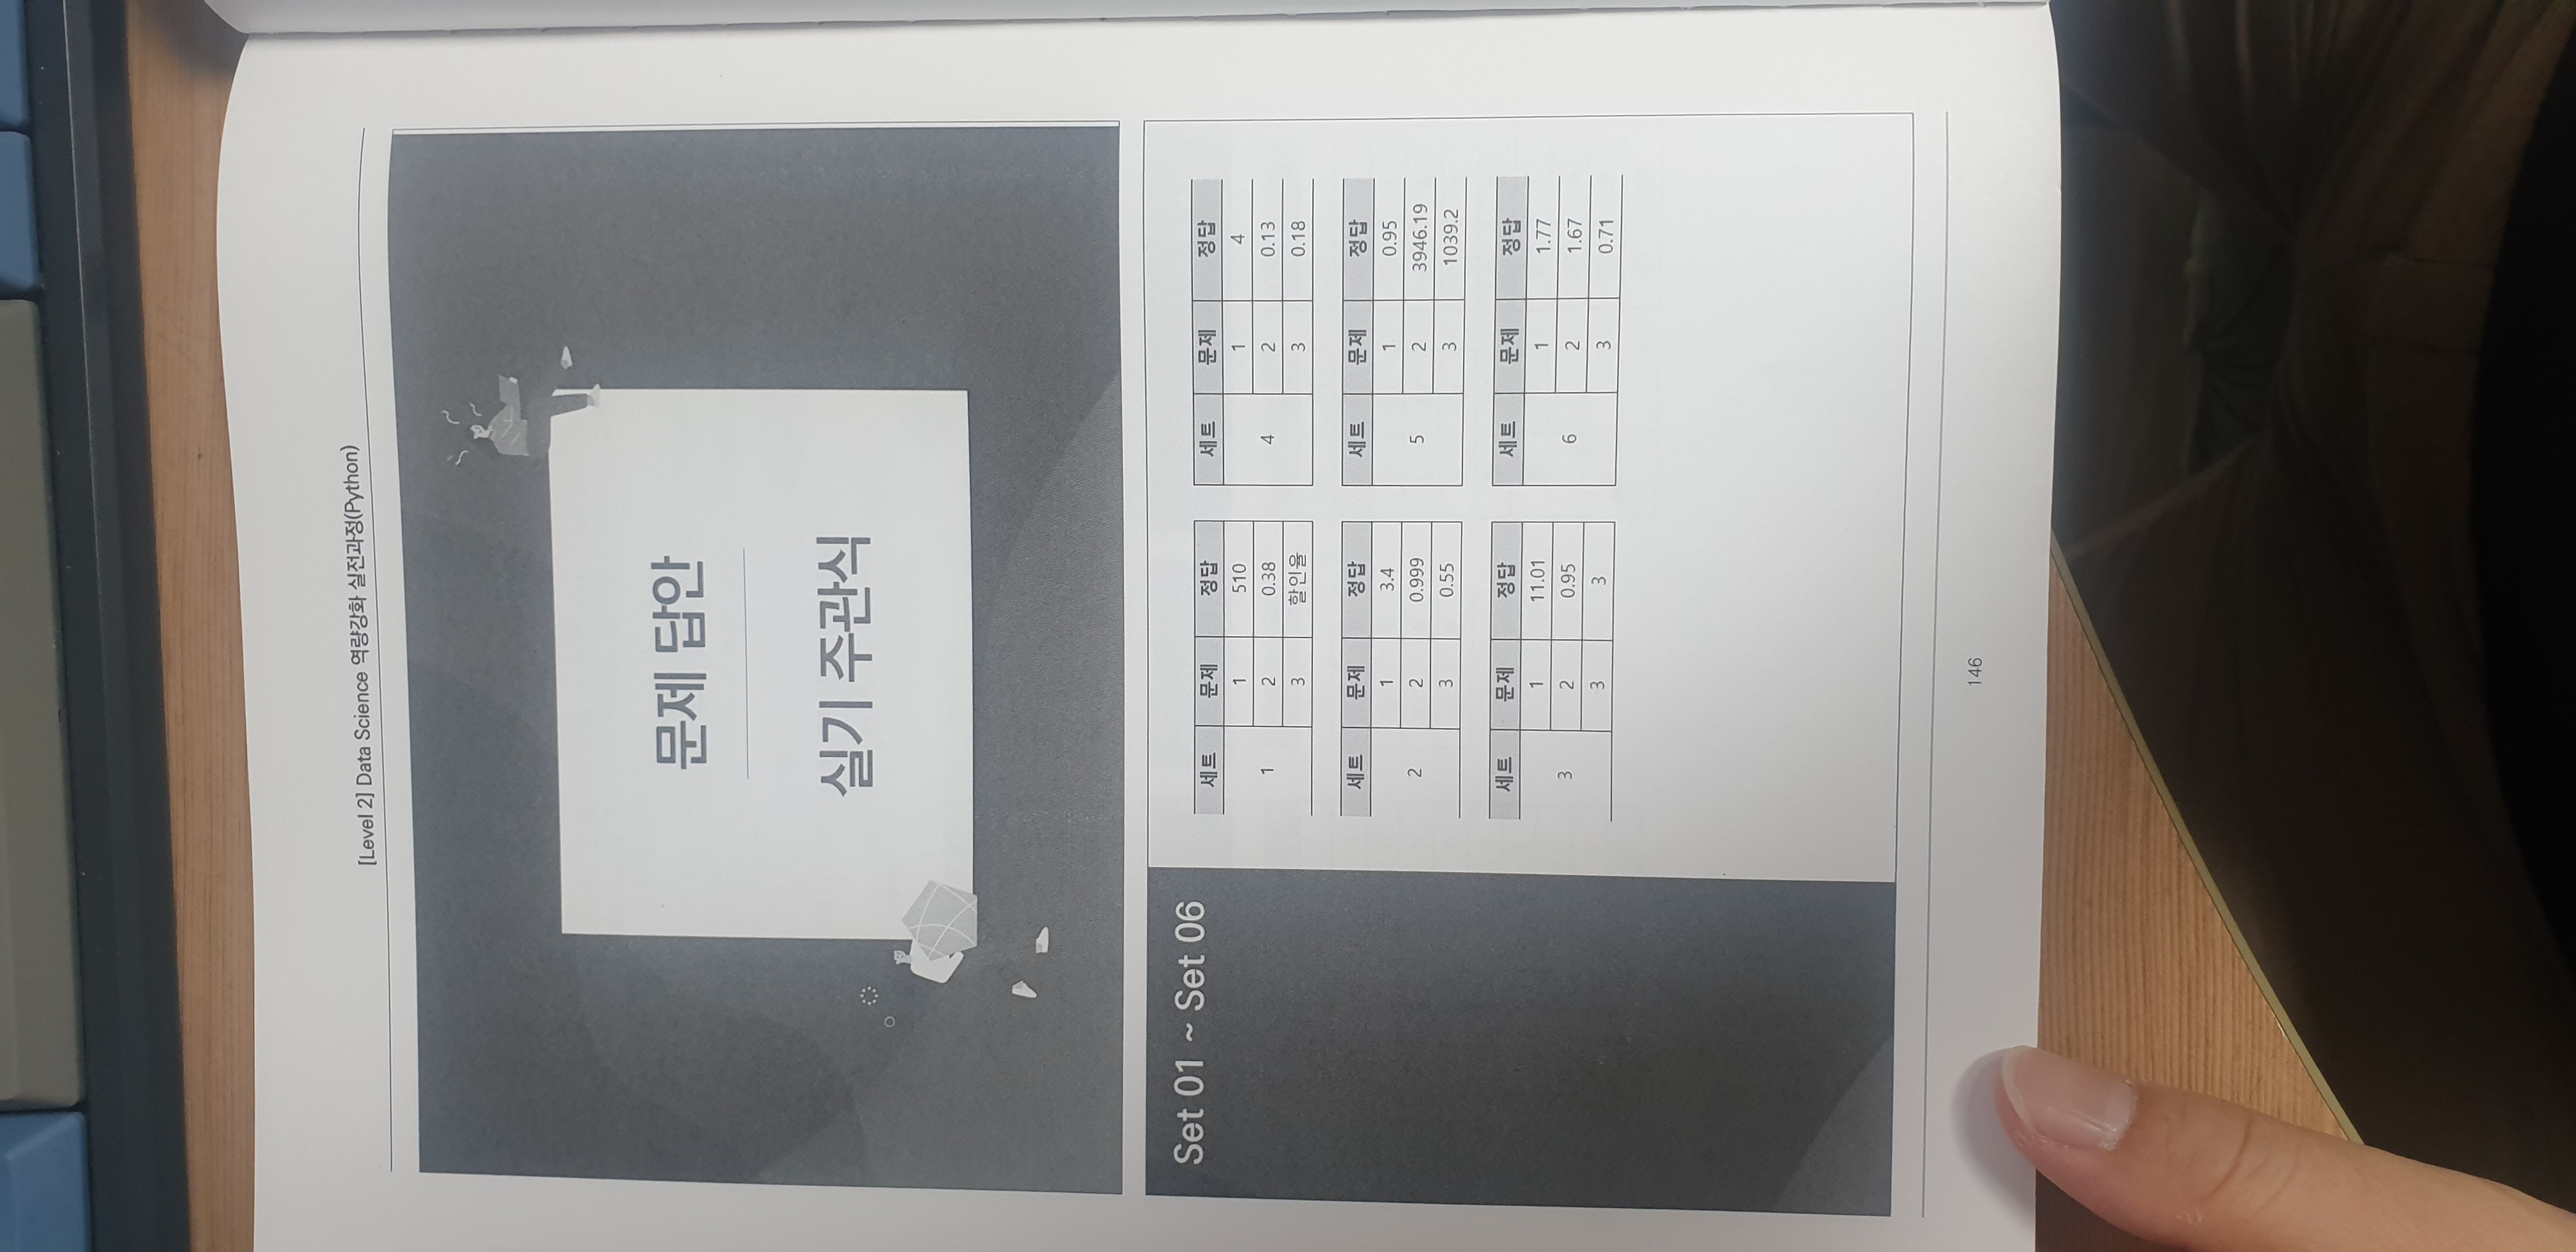 [Level 2] Data Science 역량강화 실전과정(Python)
문제 답안
실기 주관식
Set 01 ~ Set 06
세트 문제 정답
1
1 510
2 0.38
3 할인율
세트 문제 정답
2
1 3.4
2 0.999
3 0.55
세트 문제 정답
3
1 11.01
2 0.95
3 3
세트 문제 정답
4
1 4
2 0.13
3 0.18
세트 문제 정답
5
1 0.95
2 3946.19
3 1039.2
세트 문제 정답
6
1 1.77
2 1.67
3 0.71
146